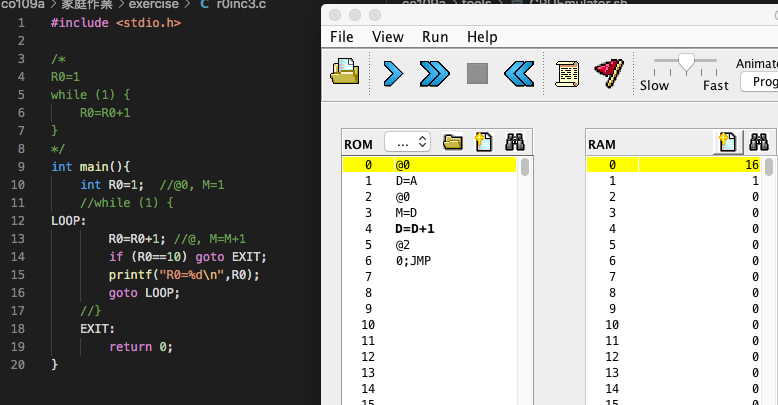 co109a › 家庭作業 › exercise › C r0inc3.c
1 #include <stdio.h>
2
3 /*
4 R0=1
5 while (1) {
6 R0=R0+1
7 }
8 */
9 int main(){
10 int R0=1; //@0, M=1
11 //while (1) {
12 LOOP:
13 R0=R0+1; //@, M=M+1
14 if (R0==10) goto EXIT;
15 printf("R0=%d\n",R0);
16 goto LOOP;
17 //}
18 EXIT:
19 return 0;
20 }
co109a › tools › CPUEmulator.sh
File View Run Help
Slow Fast
Animate
Prog
ROM ...
0 @0
1 D=A
2 @0
3 M=D
4 D=D+1
5 @2
6 0;JMP
7
8
9
10
11
12
13
14
15
RAM
0 16
1 1
2 0
3 0
4 0
5 0
6 0
7 0
8 0
9 0
10 0
11 0
12 0
13 0
14 0
15 0